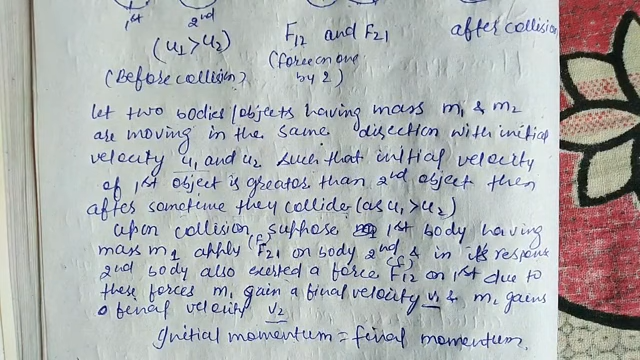 1st 2nd
(u1>u2) F12 and F21 after collision
(Before collision) (force on one by 2)
let two bodies/objects having mass m1 & m2
are moving in the same direction with initial
velocity u1 and u2 such that initial velocity
of 1st object is greater than 2nd object then
after sometime they collide (as u1>u2)
upon collision suppose 1st body having
mass m1 apply (f) F21 on body 2nd & in its response
2nd body also exerted a force (f) F12 on 1st due to
these forces m1 gain a final velocity v1 & m2 gains
a final velocity v2
Initial momentum = final momentum.